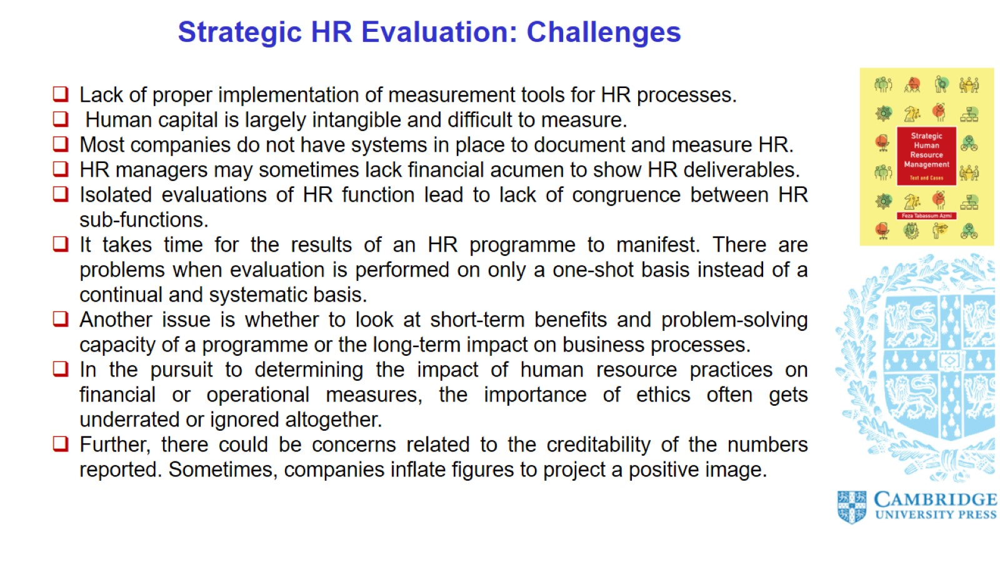 Strategic HR Evaluation: Challenges
❑ Lack of proper implementation of measurement tools for HR processes.
❑ Human capital is largely intangible and difficult to measure.
❑ Most companies do not have systems in place to document and measure HR.
❑ HR managers may sometimes lack financial acumen to show HR deliverables.
❑ Isolated evaluations of HR function lead to lack of congruence between HR
sub-functions.
❑ It takes time for the results of an HR programme to manifest. There are
problems when evaluation is performed on only a one-shot basis instead of a
continual and systematic basis.
❑ Another issue is whether to look at short-term benefits and problem-solving
capacity of a programme or the long-term impact on business processes.
❑ In the pursuit to determining the impact of human resource practices on
financial or operational measures, the importance of ethics often gets
underrated or ignored altogether.
❑ Further, there could be concerns related to the creditability of the numbers
reported. Sometimes, companies inflate figures to project a positive image.
Strategic
Human
Resource
Management
Text and Cases
Feza Tabassum Azmi
CAMBRIDGE
UNIVERSITY PRESS